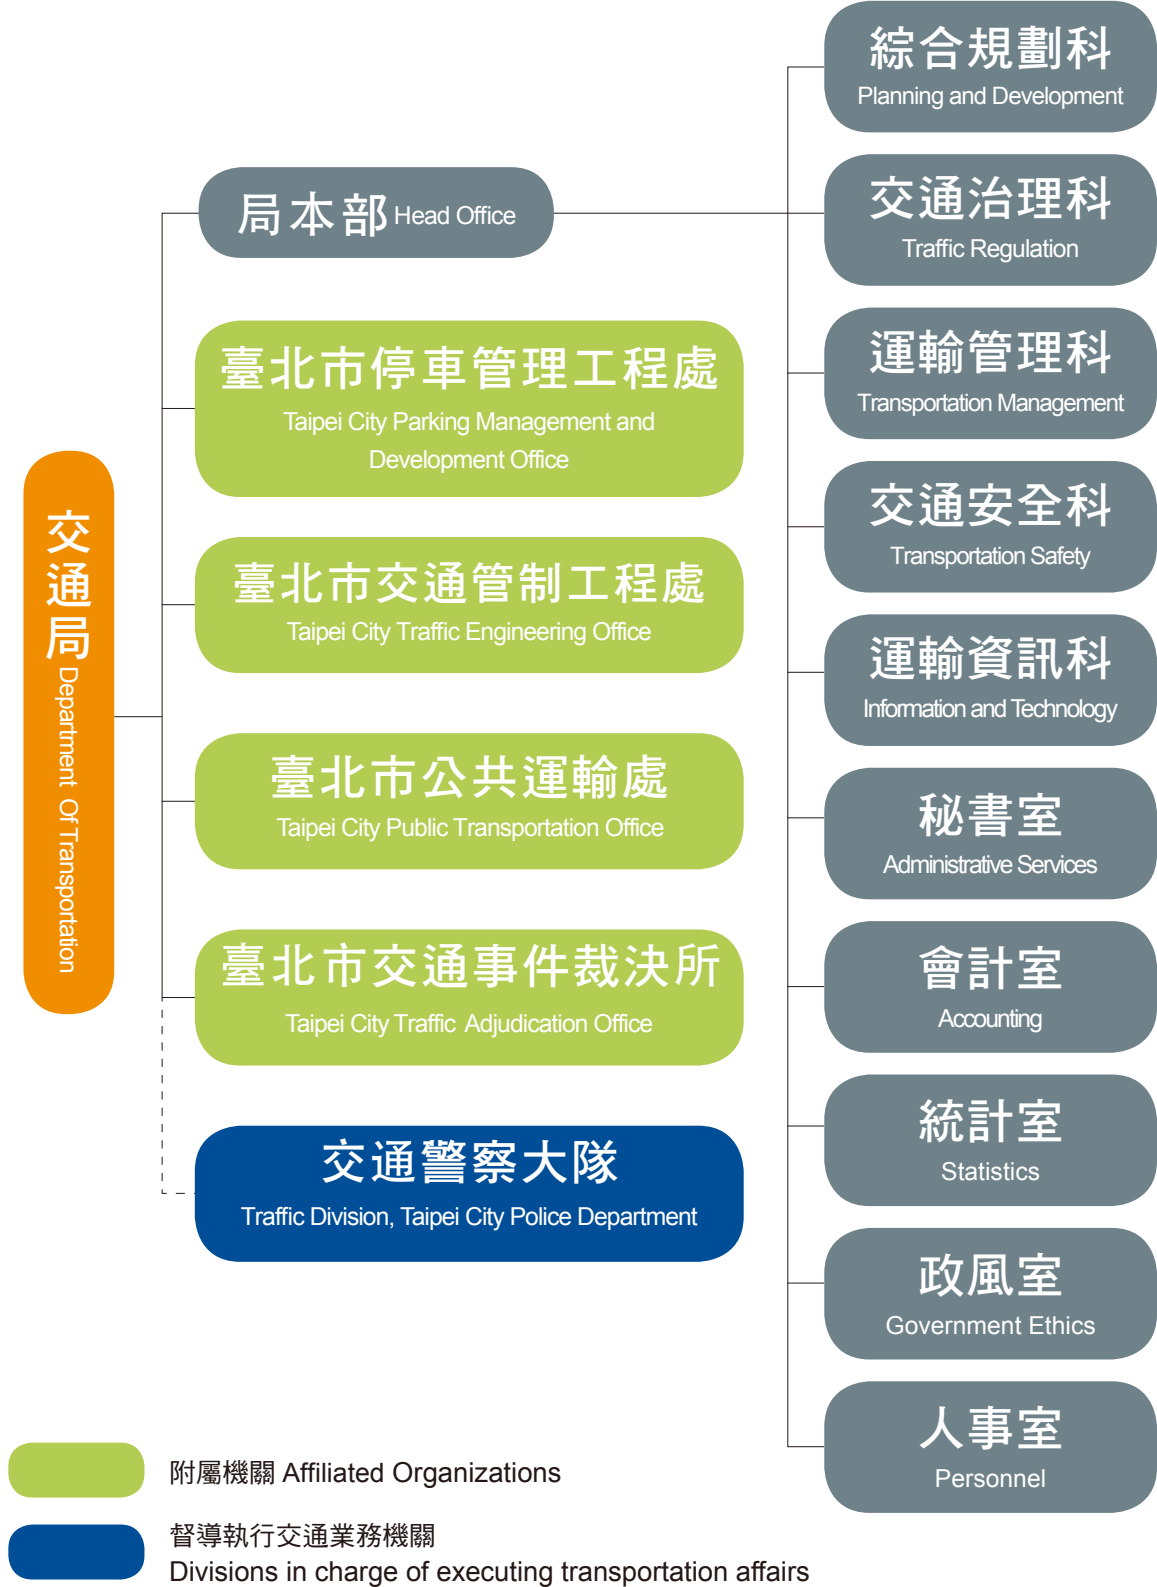 交通局
Department Of Transportation
局本部 Head Office
臺北市停車管理工程處
Taipei City Parking Management and
Development Office
臺北市交通管制工程處
Taipei City Traffic Engineering Office
臺北市公共運輸處
Taipei City Public Transportation Office
臺北市交通事件裁決所
Taipei City Traffic Adjudication Office
交通警察大隊
Traffic Division, Taipei City Police Department
綜合規劃科
Planning and Development
交通治理科
Traffic Regulation
運輸管理科
Transportation Management
交通安全科
Transportation Safety
運輸資訊科
Information and Technology
秘書室
Administrative Services
會計室
Accounting
統計室
Statistics
政風室
Government Ethics
人事室
Personnel
附屬機關 Affiliated Organizations
督導執行交通業務機關
Divisions in charge of executing transportation affairs